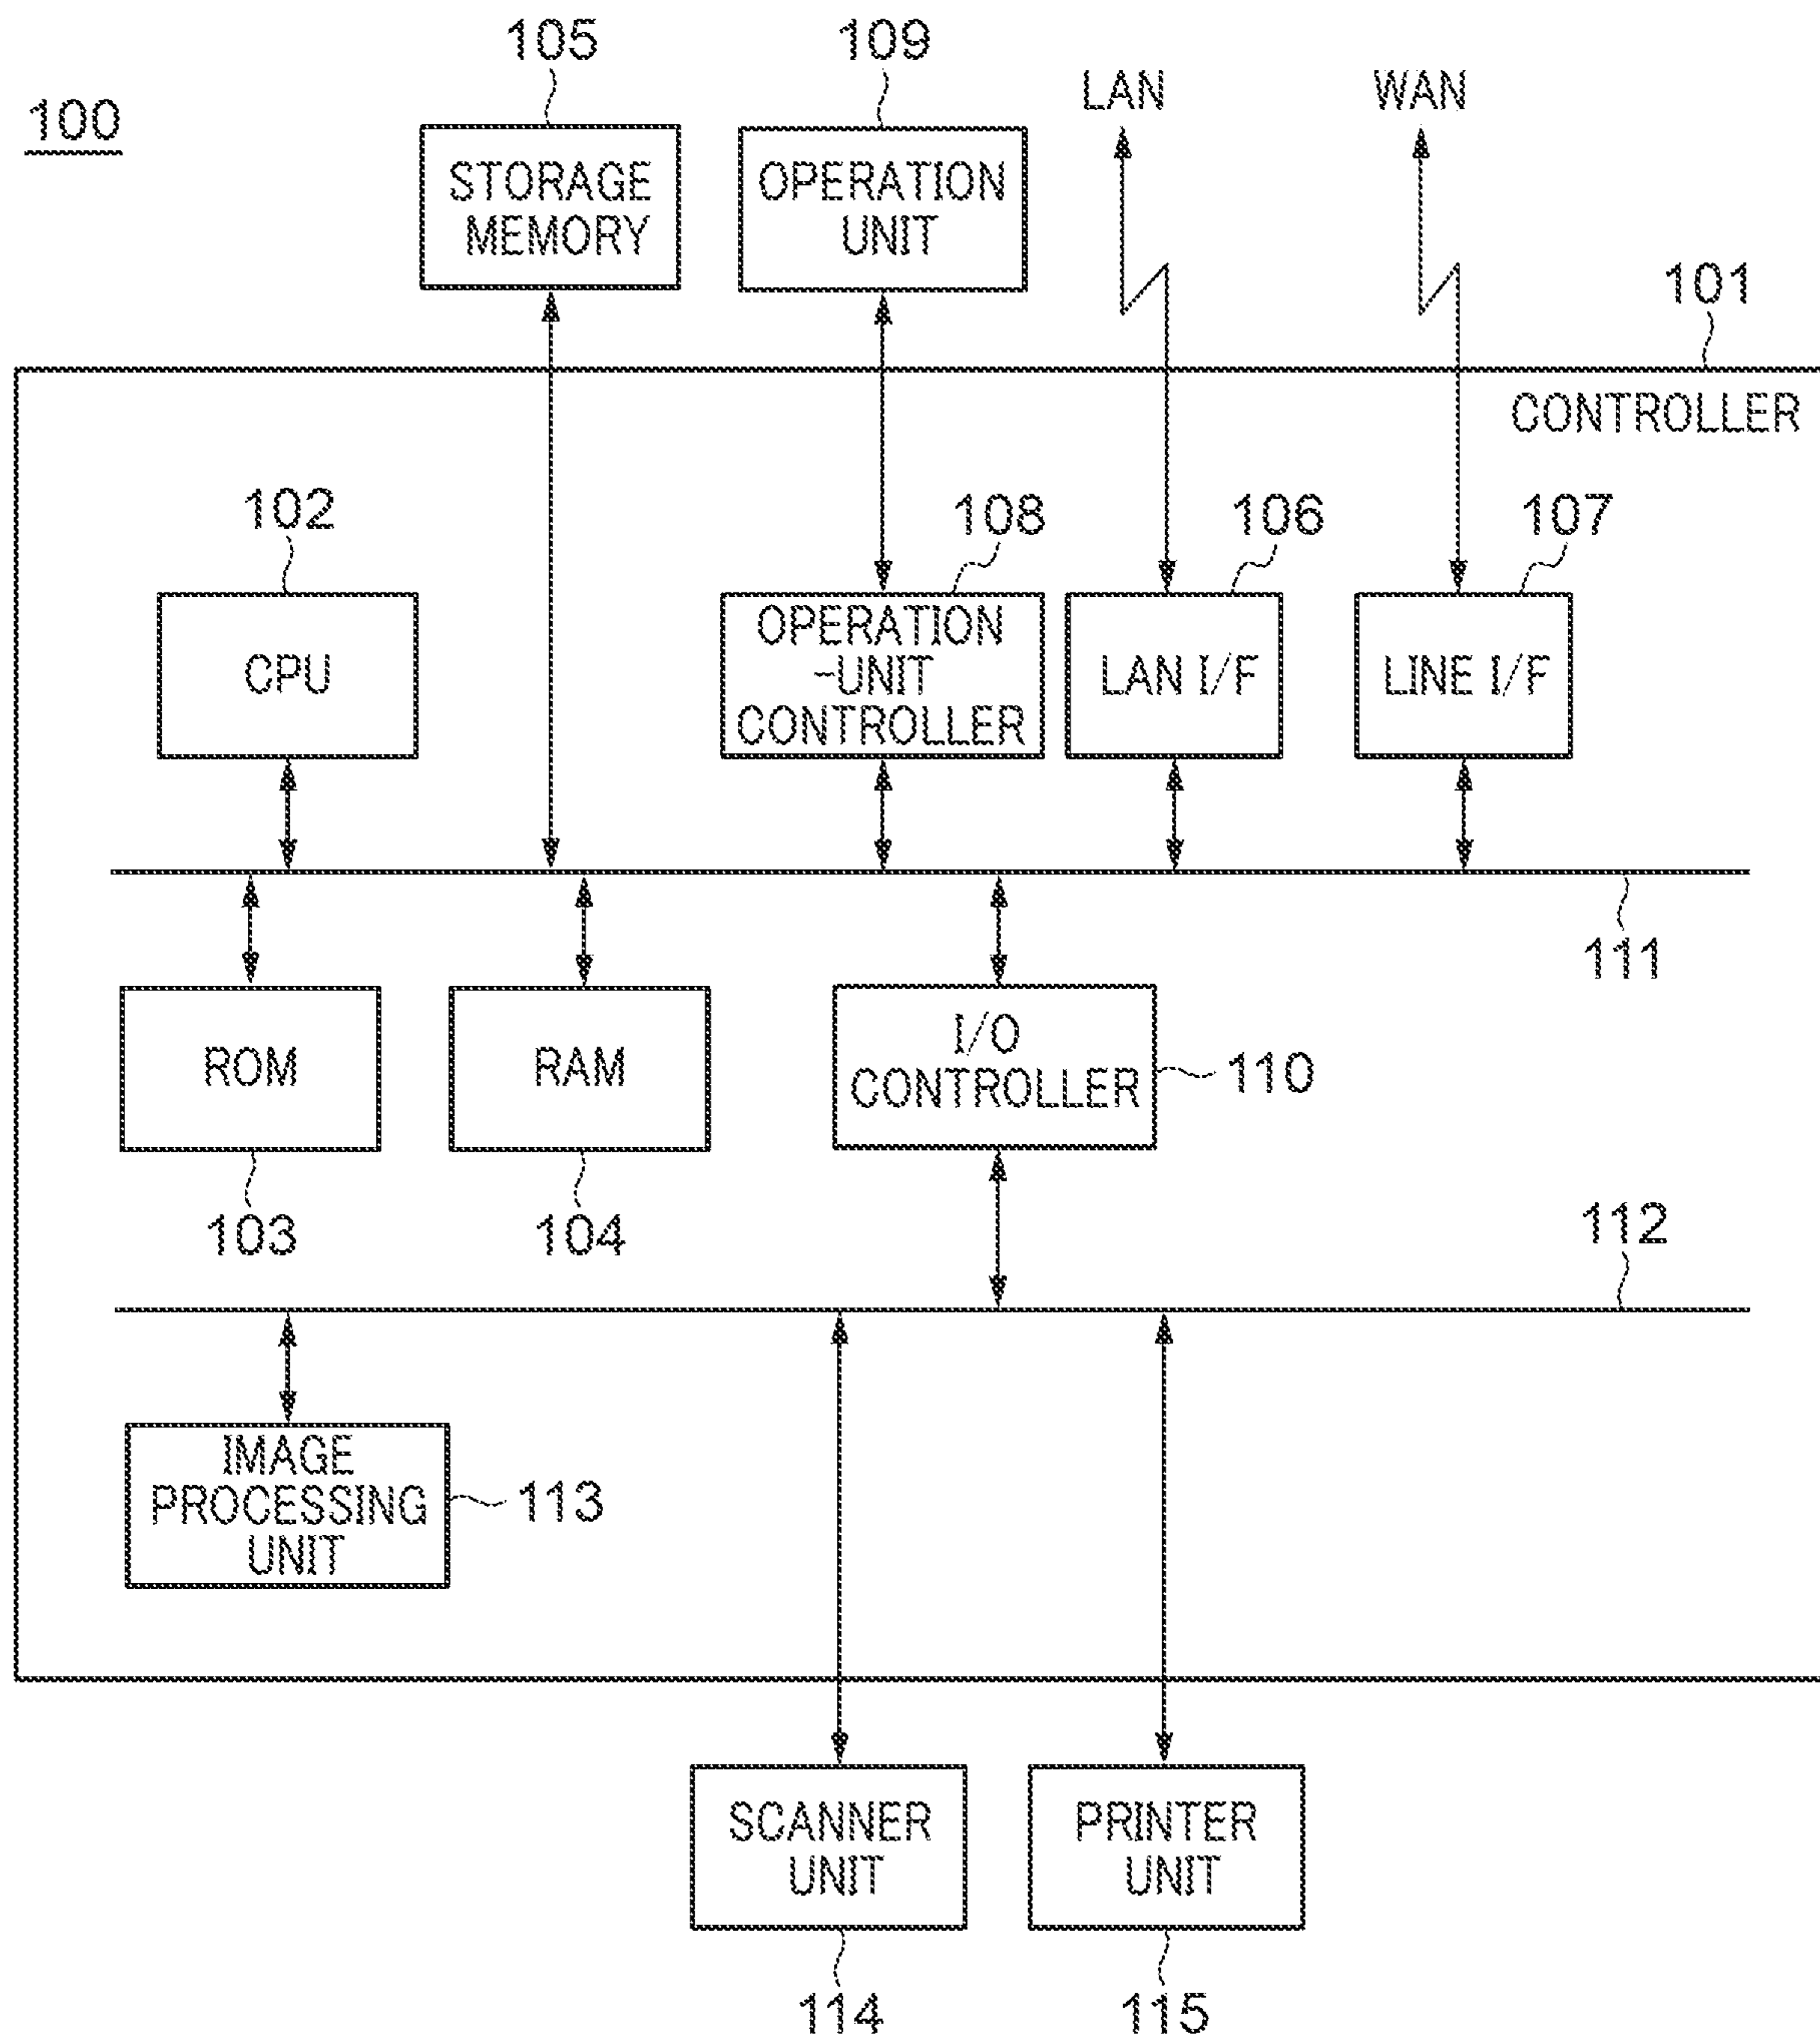 105
109
LAN
WAN
100
STORAGE
MEMORY
OPERATION
UNIT
101
CONTROLLER
102
108
106
107
CPU
OPERATION
-UNIT
CONTROLLER
LAN I/F
LINE I/F
111
ROM
RAM
I/O
CONTROLLER
110
103
104
112
IMAGE
PROCESSING
UNIT
113
SCANNER
UNIT
PRINTER
UNIT
114
115